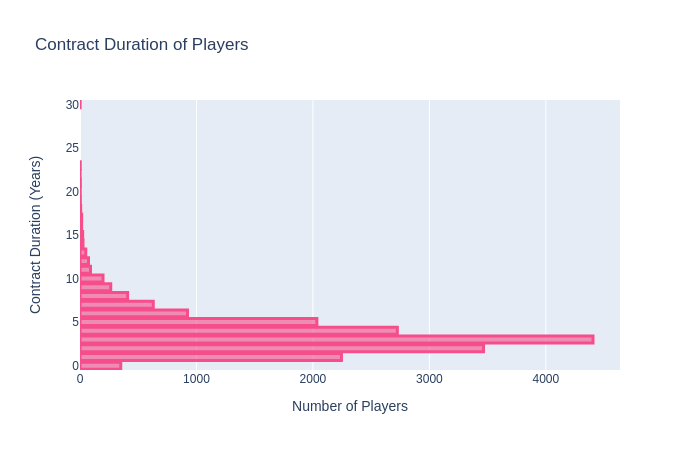 Contract Duration of Players
Contract Duration (Years)
30
25
20
15
10
5
0
0 1000 2000 3000 4000
Number of Players